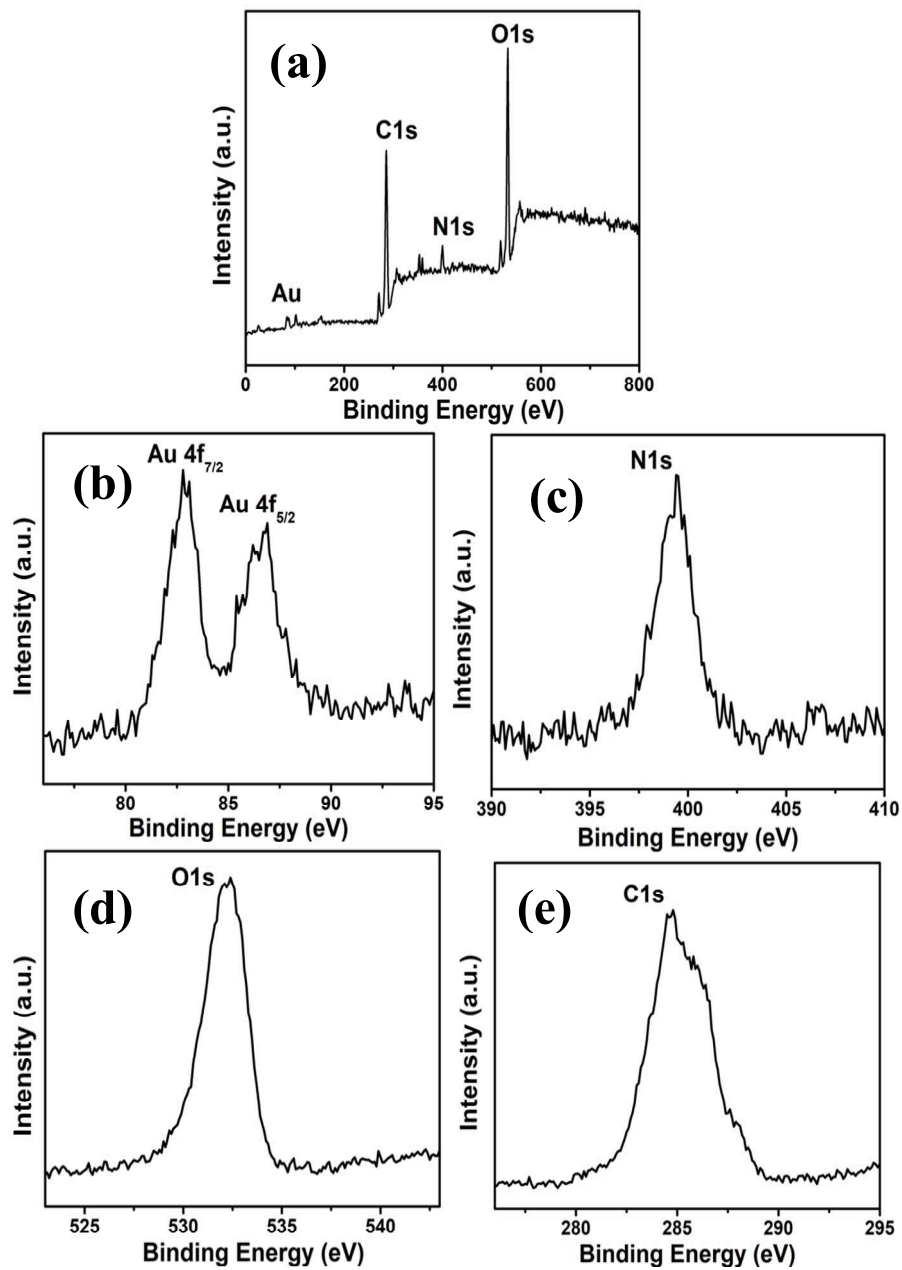 (a)
O1s
C1s
N1s
Au
Intensity (a.u.)
0 200 400 600 800
Binding Energy (eV)
(b)
Au 4f7/2
Au 4f5/2
Intensity (a.u.)
80 85 90 95
Binding Energy (eV)
(c)
N1s
Intensity (a.u.)
390 395 400 405 410
Binding Energy (eV)
(d)
O1s
Intensity (a.u.)
525 530 535 540
Binding Energy (eV)
(e)
C1s
Intensity (a.u.)
280 285 290 295
Binding Energy (eV)